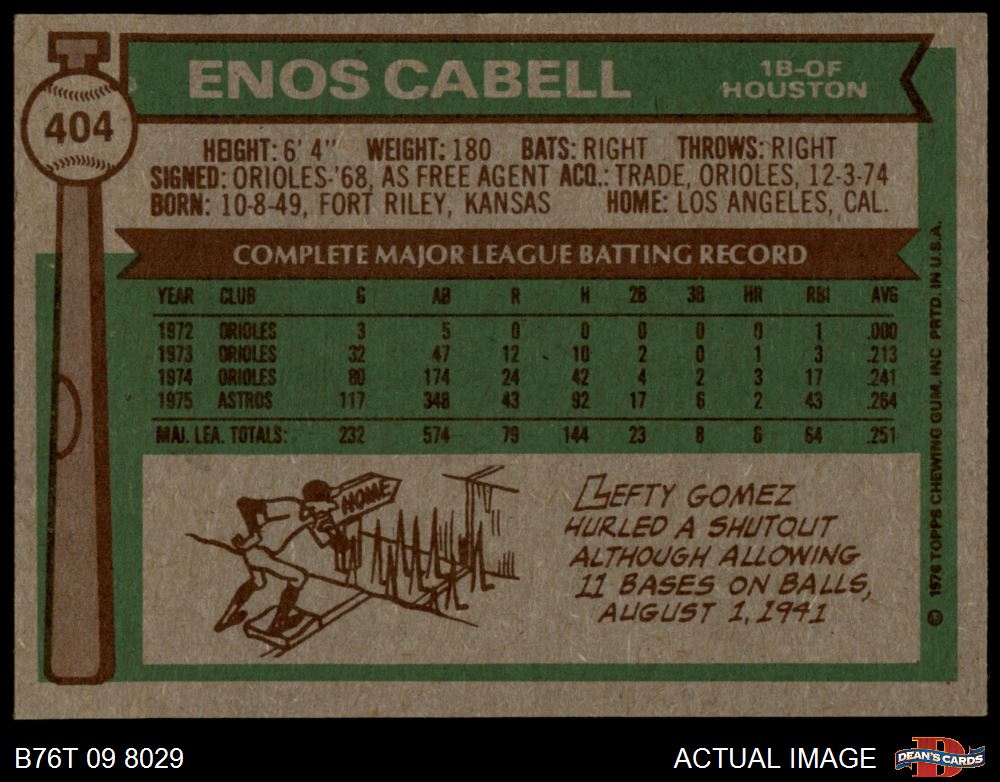 404
ENOS CABELL
1B-OF
HOUSTON
HEIGHT: 6' 4" WEIGHT: 180 BATS: RIGHT THROWS: RIGHT
SIGNED: ORIOLES-'68, AS FREE AGENT ACQ.: TRADE, ORIOLES, 12-3-74
BORN: 10-8-49, FORT RILEY, KANSAS HOME: LOS ANGELES, CAL.
COMPLETE MAJOR LEAGUE BATTING RECORD
YEAR CLUB G AB R H 2B 3B HR RBI AVG
1972 ORIOLES 3 5 0 0 0 0 0 1 .000
1973 ORIOLES 32 47 12 10 2 0 1 3 .213
1974 ORIOLES 80 174 24 42 4 2 3 17 .241
1975 ASTROS 117 348 43 92 17 6 2 43 .264
MAJ. LEA. TOTALS: 232 574 79 144 23 8 6 64 .251
HOME
LEFTY GOMEZ
HURLED A SHUTOUT
ALTHOUGH ALLOWING
11 BASES ON BALLS,
AUGUST 1, 1941
© 1976 TOPPS CHEWING GUM, INC PRTD. IN U.S.A.
B76T 09 8029
ACTUAL IMAGE
D
DEAN'S CARDS